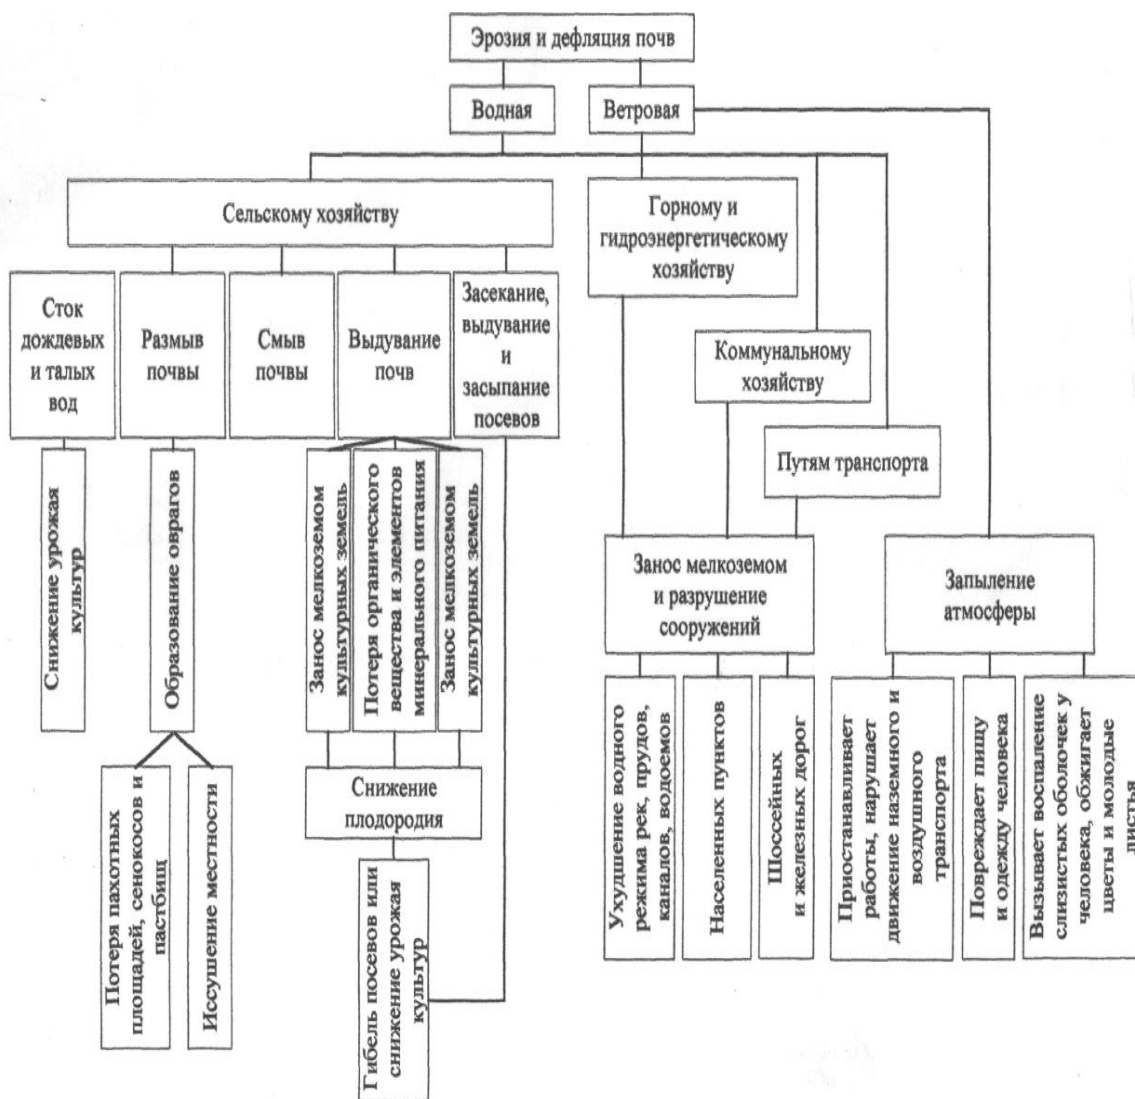 Эрозия и дефляция почв
Водная
Ветровая
Сельскому хозяйству
Горному и
гидроэнергетическому
хозяйству
Сток
дождевых
и талых
вод
Размыв
почвы
Смыв
почвы
Выдувание
почв
Засекание,
выдувание
и
засыпание
посевов
Коммунальному
хозяйству
Путям транспорта
Снижение урожая
культур
Образование оврагов
Занос мелкоземом
культурных земель
Потеря органического
вещества и элементов
минерального питания
Занос мелкоземом
культурных земель
Занос мелкоземом
и разрушение
сооружений
Запыление
атмосферы
Потеря пахотных
площадей, сенокосов и
пастбищ
Иссушение местности
Снижение
плодородия
Гибель посевов или
снижение урожая
культур
Ухудшение водного
режима рек, прудов,
каналов, водоемов
Населенных пунктов
Шоссейных
и железных дорог
Приостанавливает
работы, нарушает
движение наземного и
воздушного
транспорта
Повреждает пищу
и одежду человека
Вызывает воспаление
слизистых оболочек у
человека, обжигает
цветы и молодые
листья